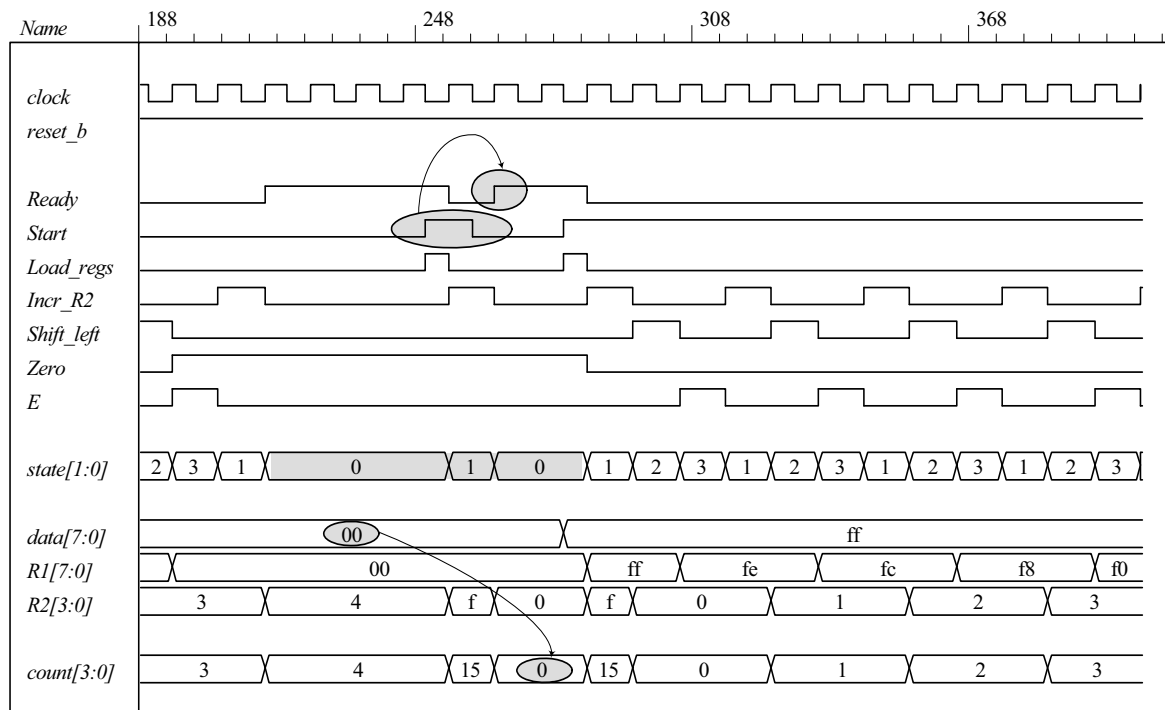 Name 188 248 308 368
clock
reset_b
Ready
Start
Load_regs
Incr_R2
Shift_left
Zero
E
state[1:0] 2 3 1 0 1 0 1 2 3 1 2 3 1 2 3 1 2 3
data[7:0] 00 ff
R1[7:0] 00 ff fe fc f8 f0
R2[3:0] 3 4 f 0 f 0 1 2 3
count[3:0] 3 4 15 0 15 0 1 2 3